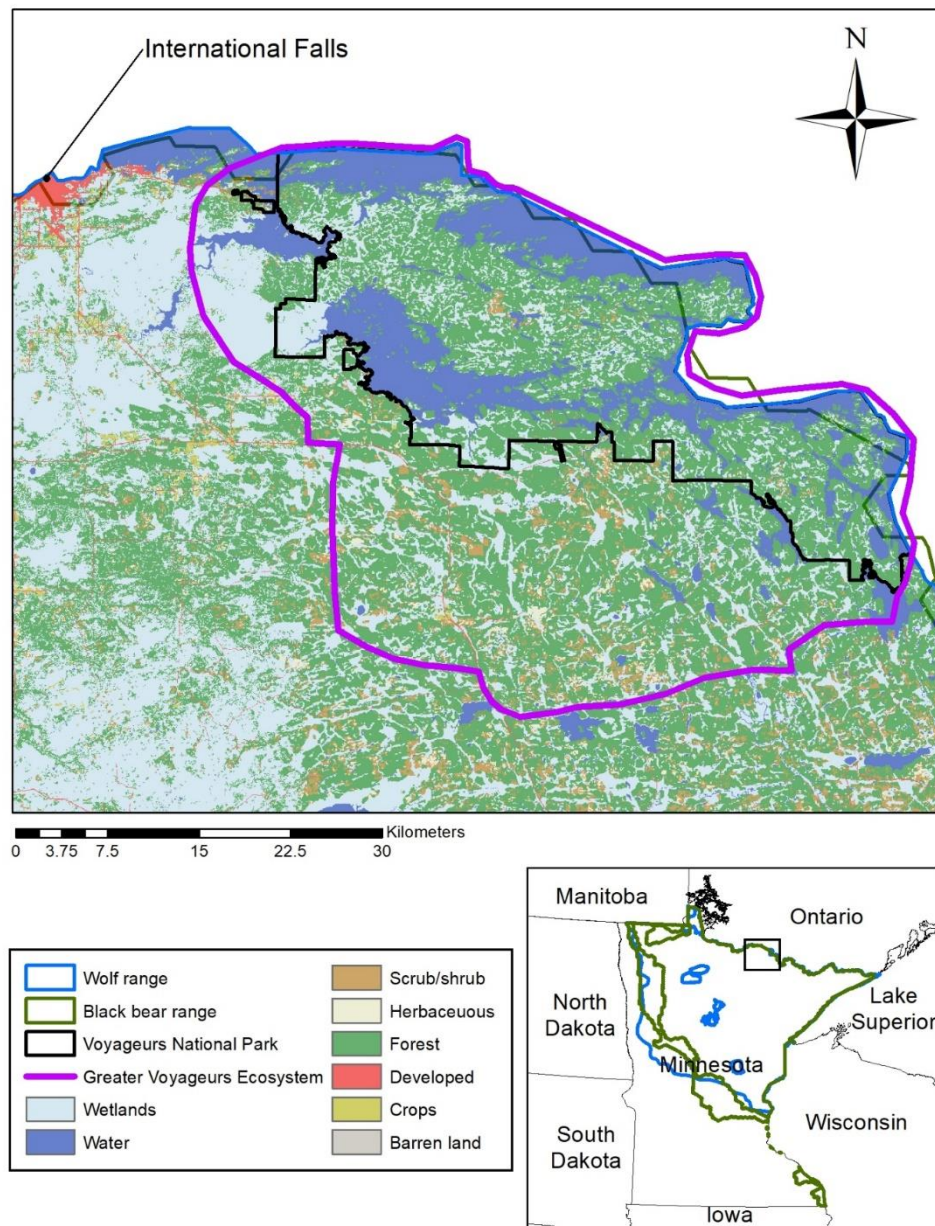 International Falls
N
Kilometers
0 3.75 7.5 15 22.5 30
Wolf range
Black bear range
Voyageurs National Park
Greater Voyageurs Ecosystem
Wetlands
Water
Scrub/shrub
Herbaceuous
Forest
Developed
Crops
Barren land
Manitoba
Ontario
North
Dakota
Lake
Superior
Minnesota
South
Dakota
Wisconsin
Iowa